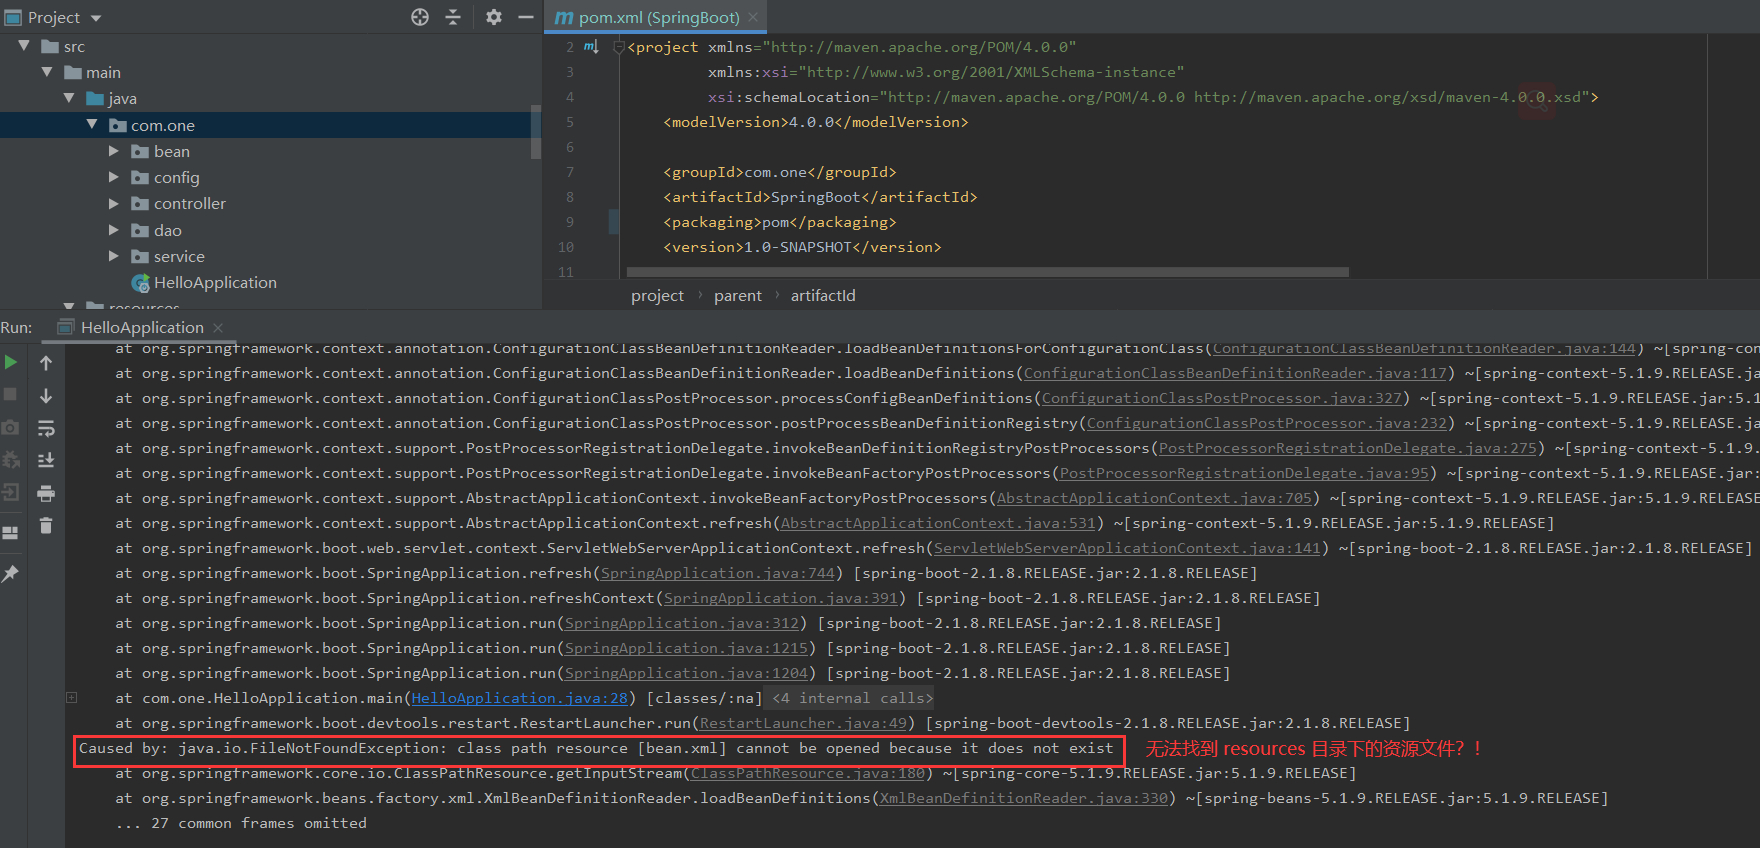 Project
src
main
java
com.one
bean
config
controller
dao
service
HelloApplication
resources
pom.xml (SpringBoot)
2 <project xmlns="http://maven.apache.org/POM/4.0.0"
3 xmlns:xsi="http://www.w3.org/2001/XMLSchema-instance"
4 xsi:schemaLocation="http://maven.apache.org/POM/4.0.0 http://maven.apache.org/xsd/maven-4.0.0.xsd">
5 <modelVersion>4.0.0</modelVersion>
6
7 <groupId>com.one</groupId>
8 <artifactId>SpringBoot</artifactId>
9 <packaging>pom</packaging>
10 <version>1.0-SNAPSHOT</version>
11
project › parent › artifactId
Run: HelloApplication
at org.springframework.context.annotation.ConfigurationClassBeanDefinitionReader.loadBeanDefinitionsForConfigurationClass(ConfigurationClassBeanDefinitionReader.java:144) ~[spring-con
at org.springframework.context.annotation.ConfigurationClassBeanDefinitionReader.loadBeanDefinitions(ConfigurationClassBeanDefinitionReader.java:117) ~[spring-context-5.1.9.RELEASE.ja
at org.springframework.context.annotation.ConfigurationClassPostProcessor.processConfigBeanDefinitions(ConfigurationClassPostProcessor.java:327) ~[spring-context-5.1.9.RELEASE.jar:5.1
at org.springframework.context.annotation.ConfigurationClassPostProcessor.postProcessBeanDefinitionRegistry(ConfigurationClassPostProcessor.java:232) ~[spring-context-5.1.9.RELEASE.ja
at org.springframework.context.support.PostProcessorRegistrationDelegate.invokeBeanDefinitionRegistryPostProcessors(PostProcessorRegistrationDelegate.java:275) ~[spring-context-5.1.9.
at org.springframework.context.support.PostProcessorRegistrationDelegate.invokeBeanFactoryPostProcessors(PostProcessorRegistrationDelegate.java:95) ~[spring-context-5.1.9.RELEASE.jar:
at org.springframework.context.support.AbstractApplicationContext.invokeBeanFactoryPostProcessors(AbstractApplicationContext.java:705) ~[spring-context-5.1.9.RELEASE.jar:5.1.9.RELEASE
at org.springframework.context.support.AbstractApplicationContext.refresh(AbstractApplicationContext.java:531) ~[spring-context-5.1.9.RELEASE.jar:5.1.9.RELEASE]
at org.springframework.boot.web.servlet.context.ServletWebServerApplicationContext.refresh(ServletWebServerApplicationContext.java:141) ~[spring-boot-2.1.8.RELEASE.jar:2.1.8.RELEASE]
at org.springframework.boot.SpringApplication.refresh(SpringApplication.java:744) [spring-boot-2.1.8.RELEASE.jar:2.1.8.RELEASE]
at org.springframework.boot.SpringApplication.refreshContext(SpringApplication.java:391) [spring-boot-2.1.8.RELEASE.jar:2.1.8.RELEASE]
at org.springframework.boot.SpringApplication.run(SpringApplication.java:312) [spring-boot-2.1.8.RELEASE.jar:2.1.8.RELEASE]
at org.springframework.boot.SpringApplication.run(SpringApplication.java:1215) [spring-boot-2.1.8.RELEASE.jar:2.1.8.RELEASE]
at org.springframework.boot.SpringApplication.run(SpringApplication.java:1204) [spring-boot-2.1.8.RELEASE.jar:2.1.8.RELEASE]
at com.one.HelloApplication.main(HelloApplication.java:28) [classes/:na] <4 internal calls>
at org.springframework.boot.devtools.restart.RestartLauncher.run(RestartLauncher.java:49) [spring-boot-devtools-2.1.8.RELEASE.jar:2.1.8.RELEASE]
Caused by: java.io.FileNotFoundException: class path resource [bean.xml] cannot be opened because it does not exist 无法找到 resources 目录下的资源文件？！
at org.springframework.core.io.ClassPathResource.getInputStream(ClassPathResource.java:180) ~[spring-core-5.1.9.RELEASE.jar:5.1.9.RELEASE]
at org.springframework.beans.factory.xml.XmlBeanDefinitionReader.loadBeanDefinitions(XmlBeanDefinitionReader.java:330) ~[spring-beans-5.1.9.RELEASE.jar:5.1.9.RELEASE]
... 27 common frames omitted